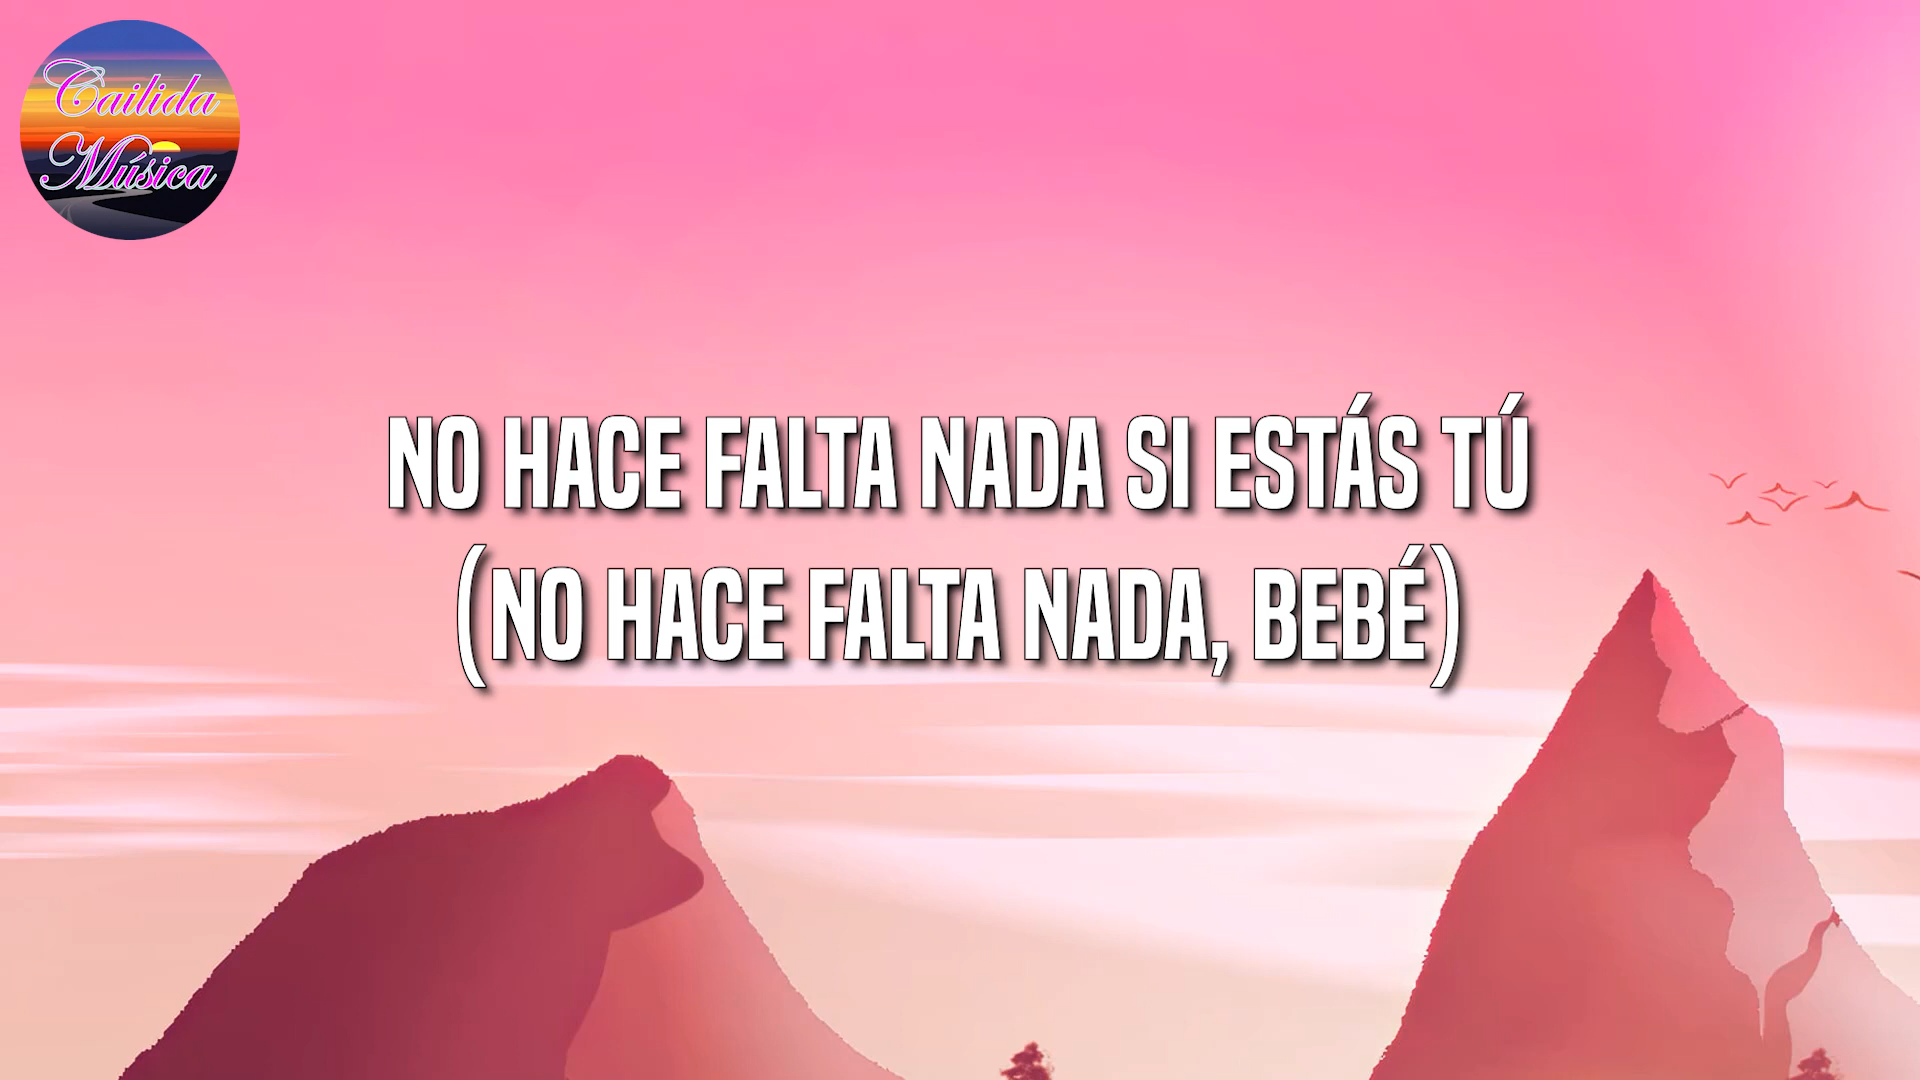 Cailida
Música
NO HACE FALTA NADA SI ESTÁS TÚ
(NO HACE FALTA NADA, BEBÉ)